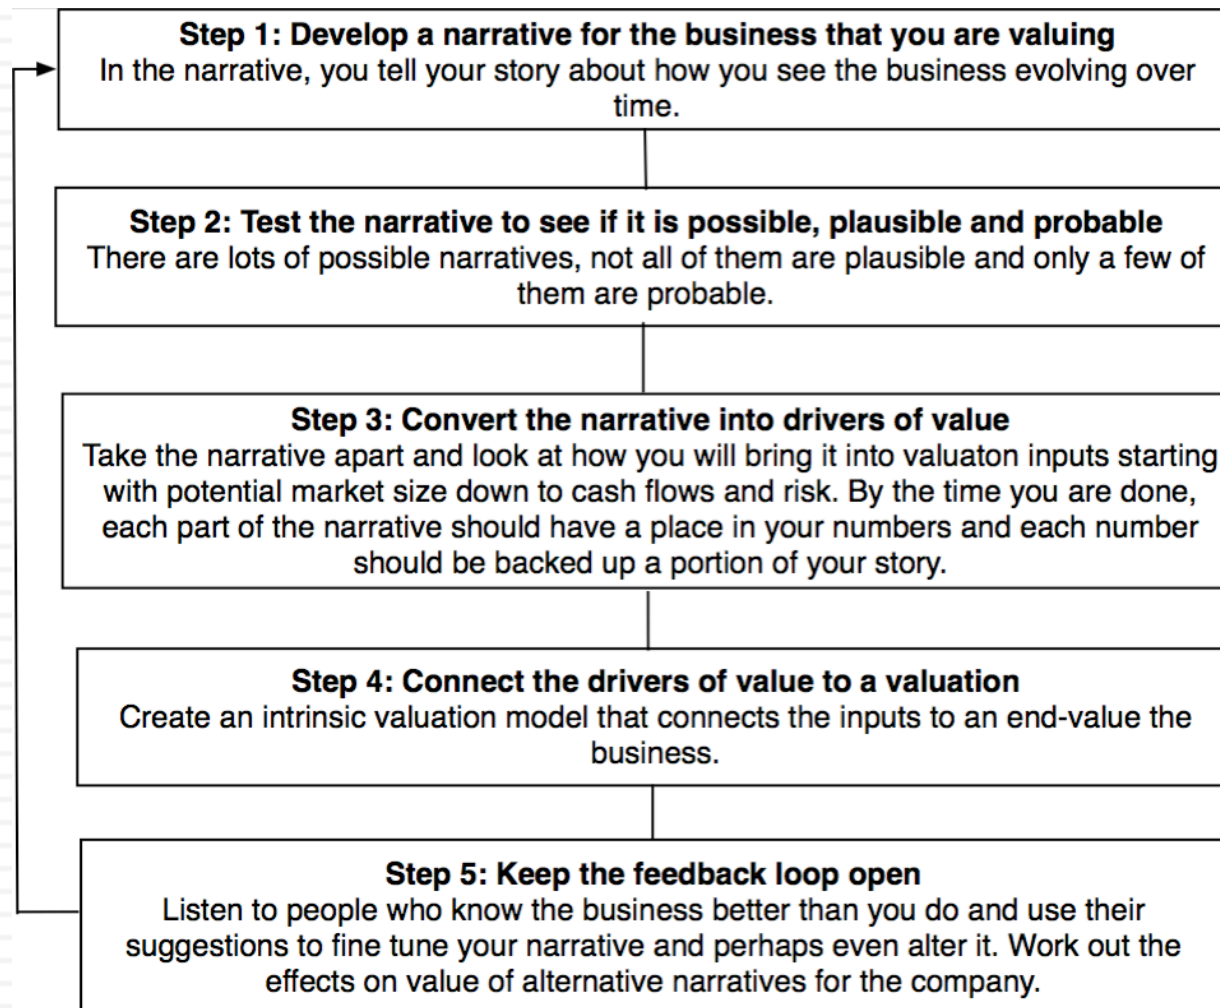 Step 1: Develop a narrative for the business that you are valuing
In the narrative, you tell your story about how you see the business evolving over
time.
Step 2: Test the narrative to see if it is possible, plausible and probable
There are lots of possible narratives, not all of them are plausible and only a few of
them are probable.
Step 3: Convert the narrative into drivers of value
Take the narrative apart and look at how you will bring it into valuaton inputs starting
with potential market size down to cash flows and risk. By the time you are done,
each part of the narrative should have a place in your numbers and each number
should be backed up a portion of your story.
Step 4: Connect the drivers of value to a valuation
Create an intrinsic valuation model that connects the inputs to an end-value the
business.
Step 5: Keep the feedback loop open
Listen to people who know the business better than you do and use their
suggestions to fine tune your narrative and perhaps even alter it. Work out the
effects on value of alternative narratives for the company.